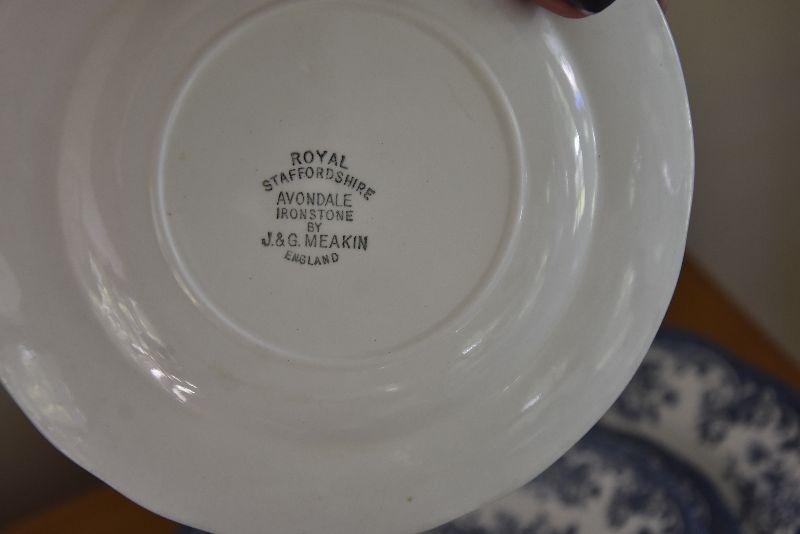 ROYAL
STAFFORDSHIRE
AVONDALE
IRONSTONE
BY
J.&G. MEAKIN
ENGLAND